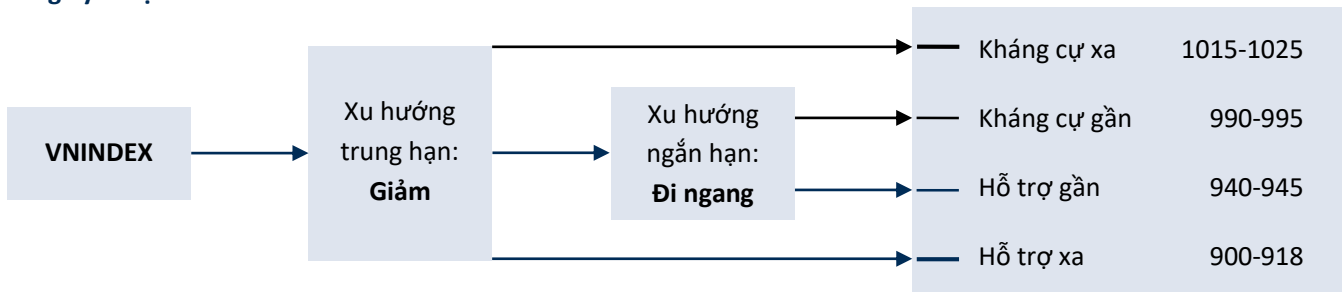 VNINDEX
Xu hướng
trung hạn:
Giảm
Xu hướng
ngắn hạn:
Đi ngang
Kháng cự xa 1015-1025
Kháng cự gần 990-995
Hỗ trợ gần 940-945
Hỗ trợ xa 900-918